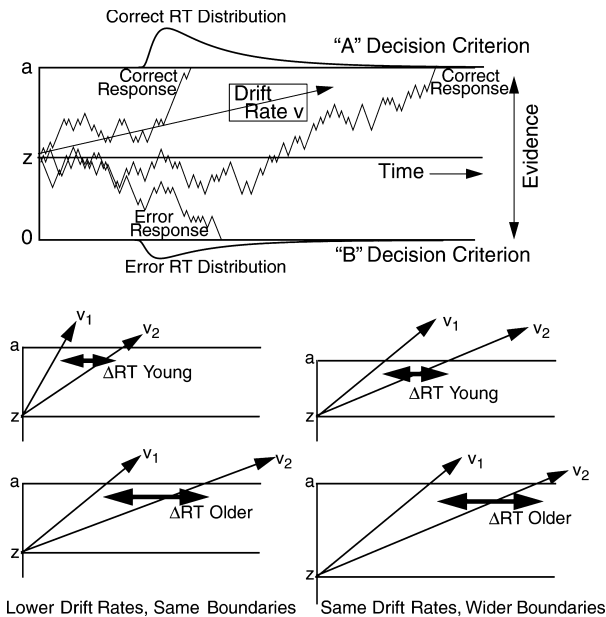 Correct RT Distribution
“A” Decision Criterion
a
Correct
Response
Correct
Response
Drift
Rate v
z
Time
Evidence
Error
Response
0
“B” Decision Criterion
Error RT Distribution
v1
v2
a
ΔRT Young
z
v1
v2
a
ΔRT Young
z
v1
v2
a
ΔRT Older
z
v1
v2
a
ΔRT Older
z
Lower Drift Rates, Same Boundaries
Same Drift Rates, Wider Boundaries